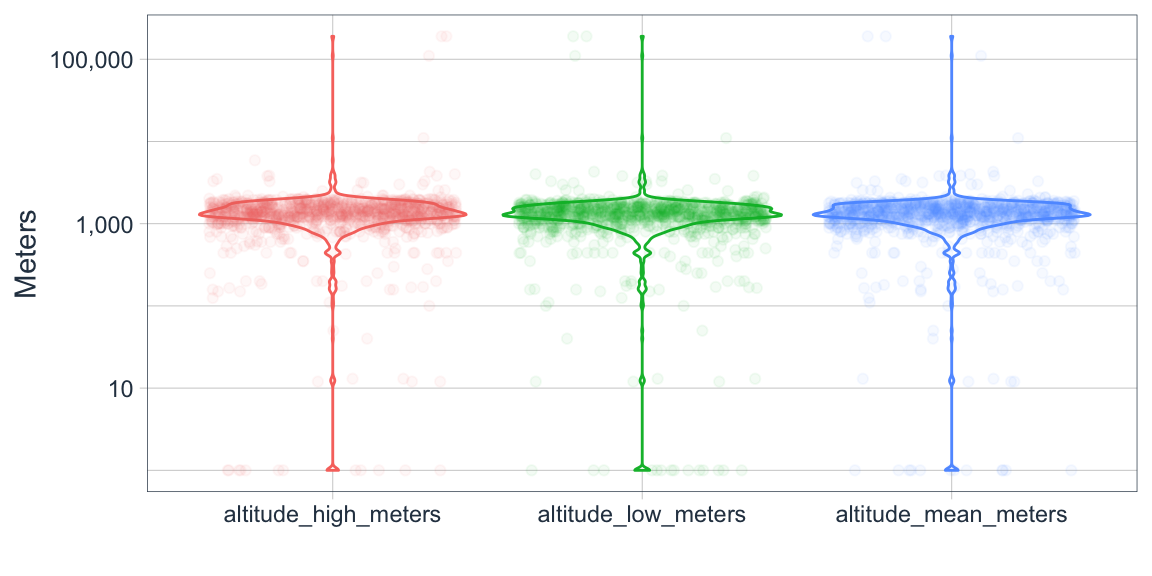 Meters
100,000
1,000
10
altitude_high_meters
altitude_low_meters
altitude_mean_meters